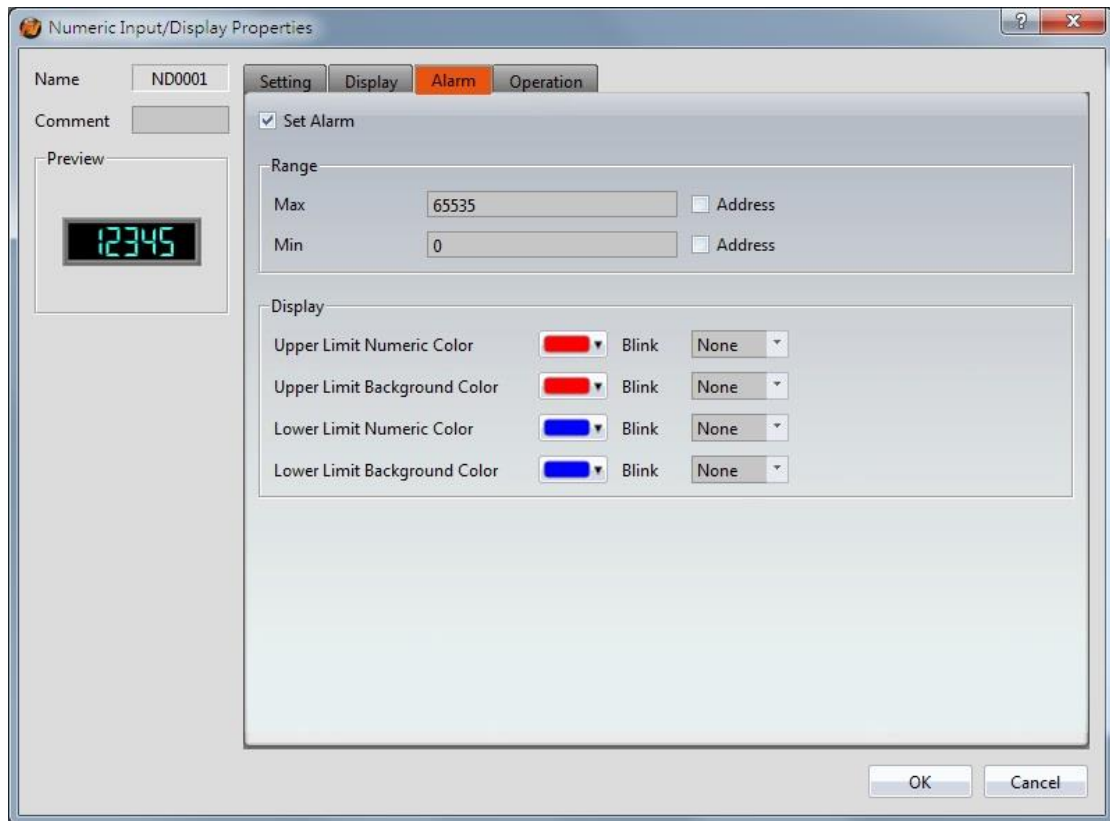 Numeric Input/Display Properties
Name ND0001
Comment
Preview
12345
Setting Display Alarm Operation
Set Alarm
Range
Max 65535 Address
Min 0 Address
Display
Upper Limit Numeric Color Blink None
Upper Limit Background Color Blink None
Lower Limit Numeric Color Blink None
Lower Limit Background Color Blink None
OK Cancel